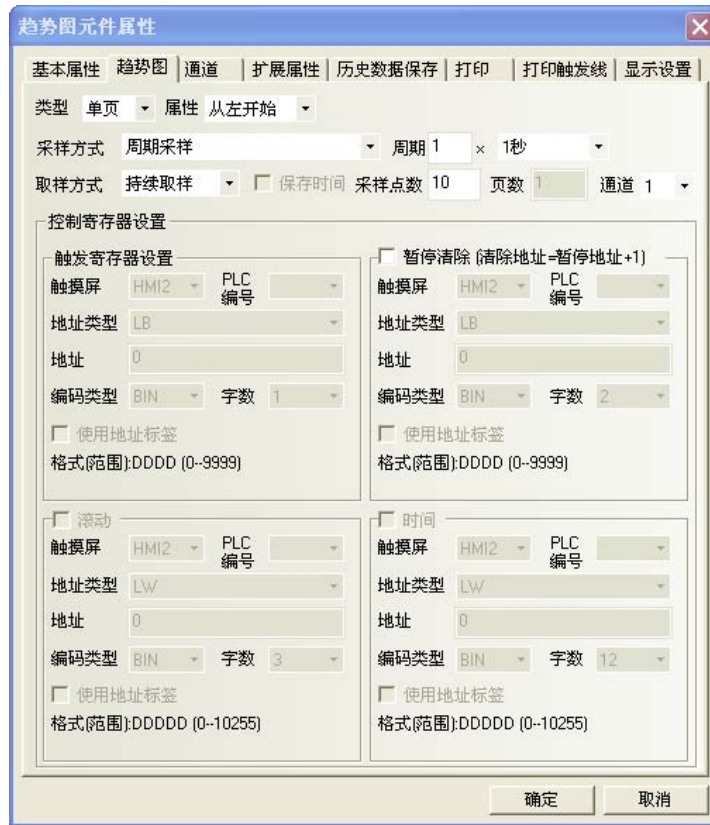 趋势图元件属性
基本属性 趋势图 通道 扩展属性 历史数据保存 打印 打印触发线 显示设置
类型 单页 属性 从左开始
采样方式 周期采样 周期 1 × 1秒
取样方式 持续取样 保存时间 采样点数 10 页数 1 通道 1
控制寄存器设置
触发寄存器设置
触摸屏 HMI2 PLC编号
地址类型 LB
地址 0
编码类型 BIN 字数 1
使用地址标签
格式(范围):DDDD (0--9999)
暂停清除 (清除地址=暂停地址+1)
触摸屏 HMI2 PLC编号
地址类型 LB
地址 0
编码类型 BIN 字数 2
使用地址标签
格式(范围):DDDD (0--9999)
滚动
触摸屏 HMI2 PLC编号
地址类型 LW
地址 0
编码类型 BIN 字数 3
使用地址标签
格式(范围):DDDDD (0--10255)
时间
触摸屏 HMI2 PLC编号
地址类型 LW
地址 0
编码类型 BIN 字数 12
使用地址标签
格式(范围):DDDDD (0--10255)
确定 取消